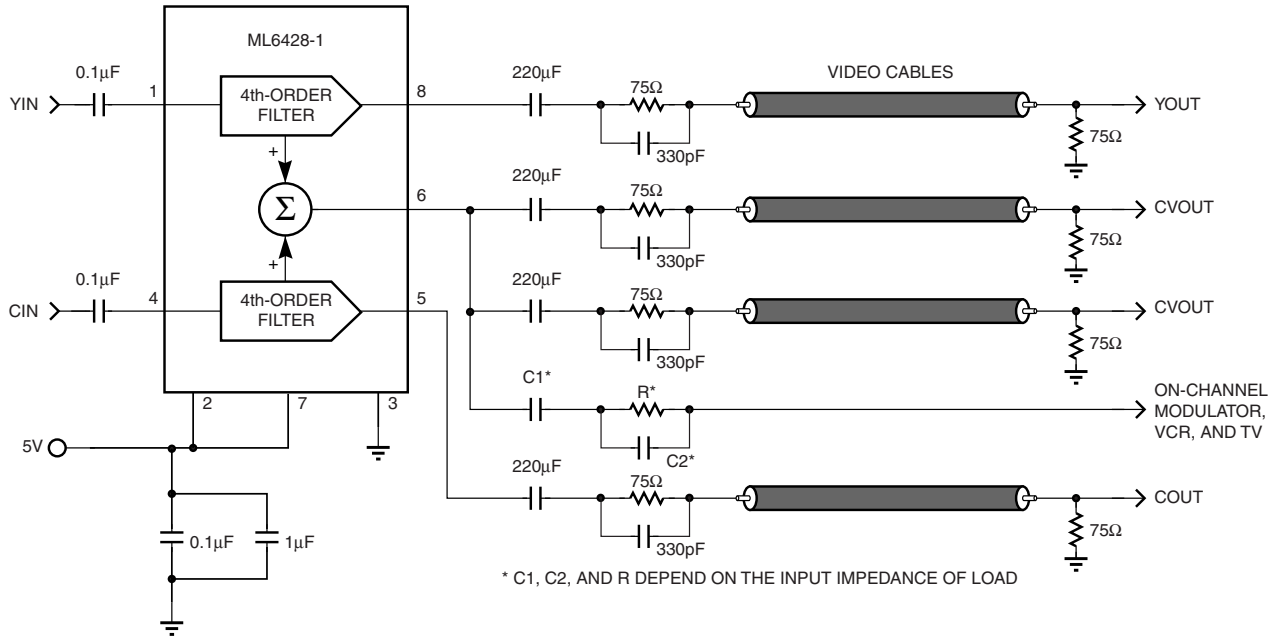 ML6428-1
0.1µF
YIN
1
4th-ORDER
FILTER
8
220µF
75Ω
330pF
VIDEO CABLES
YOUT
75Ω
+
Σ
6
220µF
75Ω
330pF
CVOUT
75Ω
+
0.1µF
CIN
4
4th-ORDER
FILTER
5
220µF
75Ω
330pF
CVOUT
75Ω
C1*
R*
C2*
ON-CHANNEL
MODULATOR,
VCR, AND TV
2
7
3
5V
220µF
75Ω
330pF
COUT
75Ω
0.1µF
1µF
* C1, C2, AND R DEPEND ON THE INPUT IMPEDANCE OF LOAD